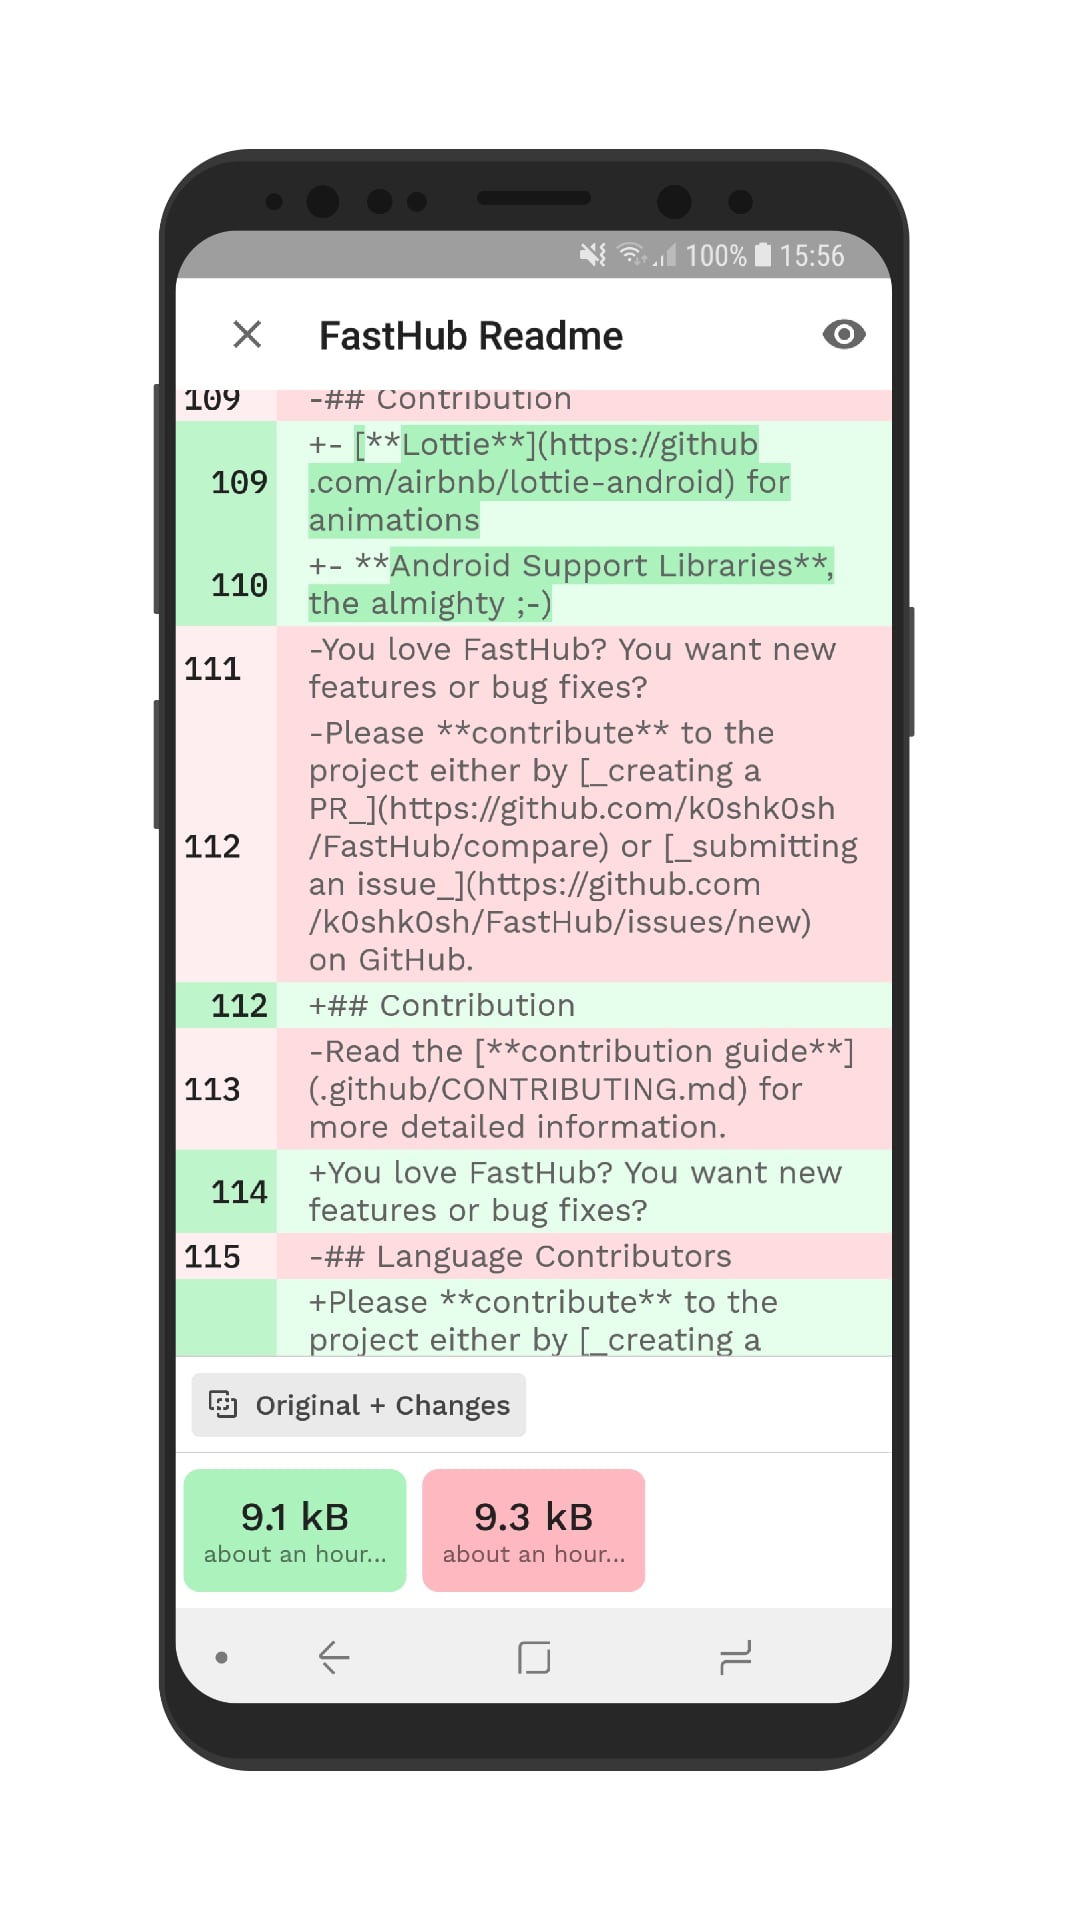 100% 15:56
FastHub Readme
109 -## Contribution
+- [**Lottie**](https://github
109 .com/airbnb/lottie-android) for
animations
+- **Android Support Libraries**,
110 the almighty ;-)
-You love FastHub? You want new
111 features or bug fixes?
-Please **contribute** to the
project either by [_creating a
PR_](https://github.com/k0shk0sh
112 /FastHub/compare) or [_submitting
an issue_](https://github.com
/k0shk0sh/FastHub/issues/new)
on GitHub.
112 +## Contribution
-Read the [**contribution guide**]
113 (.github/CONTRIBUTING.md) for
more detailed information.
+You love FastHub? You want new
114 features or bug fixes?
115 -## Language Contributors
+Please **contribute** to the
project either by [_creating a
Original + Changes
9.1 kB 9.3 kB
about an hour... about an hour...